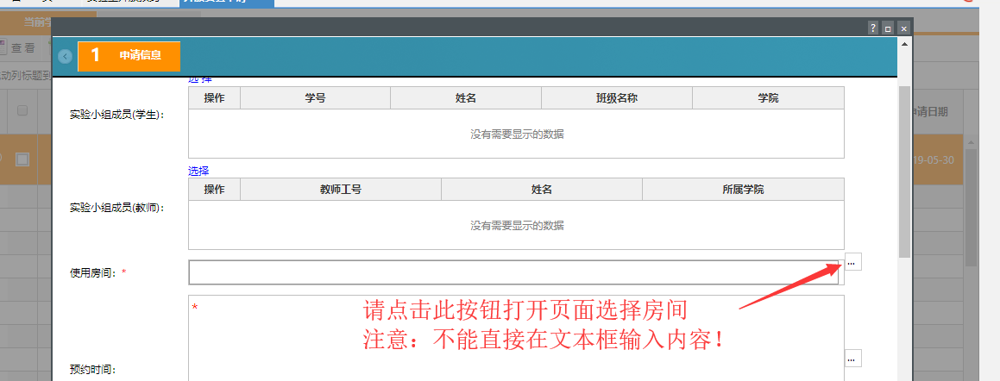 当前学
查 看
动列标题到
? □ ×
1 申请信息
选 择
操作 学号 姓名 班级名称 学院
实验小组成员(学生):
没有需要显示的数据
选择
操作 教师工号 姓名 所属学院
实验小组成员(教师):
没有需要显示的数据
使用房间: *
...
*
请点击此按钮打开页面选择房间
注意：不能直接在文本框输入内容！
...
预约时间:
请日期
19-05-30